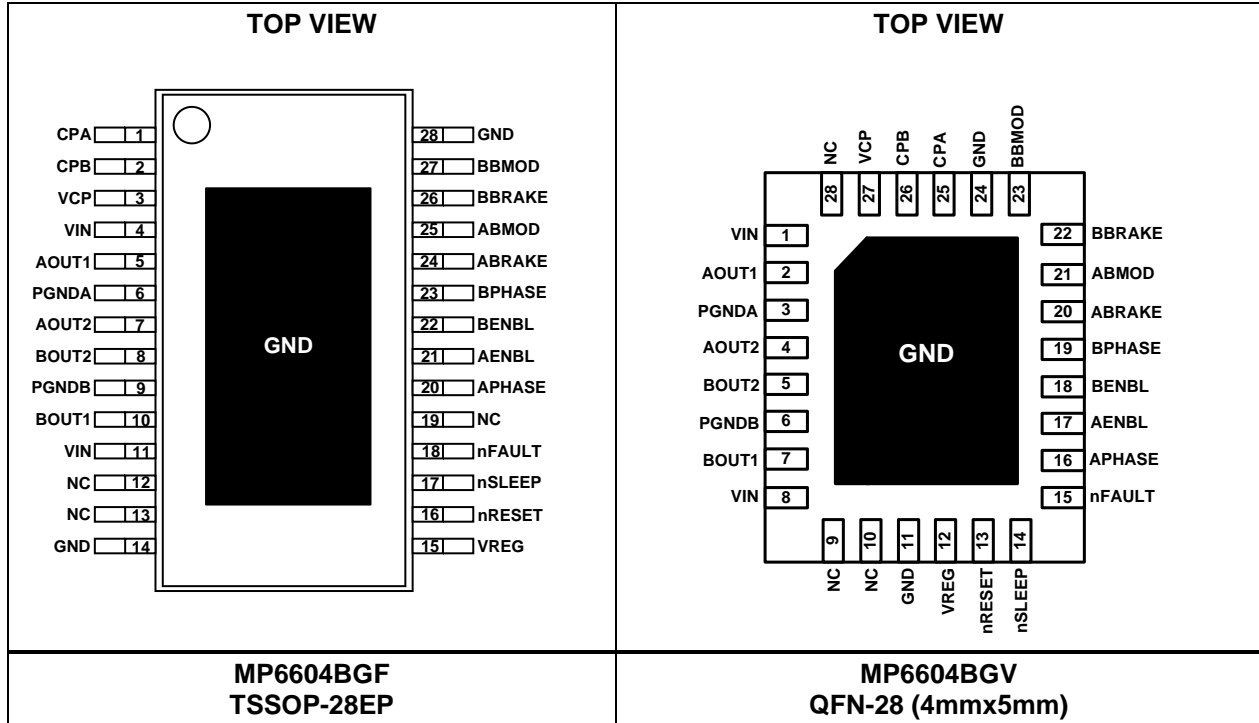 TOP VIEW
CPA 1
CPB 2
VCP 3
VIN 4
AOUT1 5
PGNDA 6
AOUT2 7
BOUT2 8
PGNDB 9
BOUT1 10
VIN 11
NC 12
NC 13
GND 14
GND
28 GND
27 BBMOD
26 BBRAKE
25 ABMOD
24 ABRAKE
23 BPHASE
22 BENBL
21 AENBL
20 APHASE
19 NC
18 nFAULT
17 nSLEEP
16 nRESET
15 VREG
MP6604BGF
TSSOP-28EP
TOP VIEW
NC 28
VCP 27
CPB 26
CPA 25
GND 24
BBMOD 23
VIN 1
AOUT1 2
PGNDA 3
AOUT2 4
BOUT2 5
PGNDB 6
BOUT1 7
VIN 8
GND
22 BBRAKE
21 ABMOD
20 ABRAKE
19 BPHASE
18 BENBL
17 AENBL
16 APHASE
15 nFAULT
9 NC
10 NC
11 GND
12 VREG
13 nRESET
14 nSLEEP
MP6604BGV
QFN-28 (4mmx5mm)